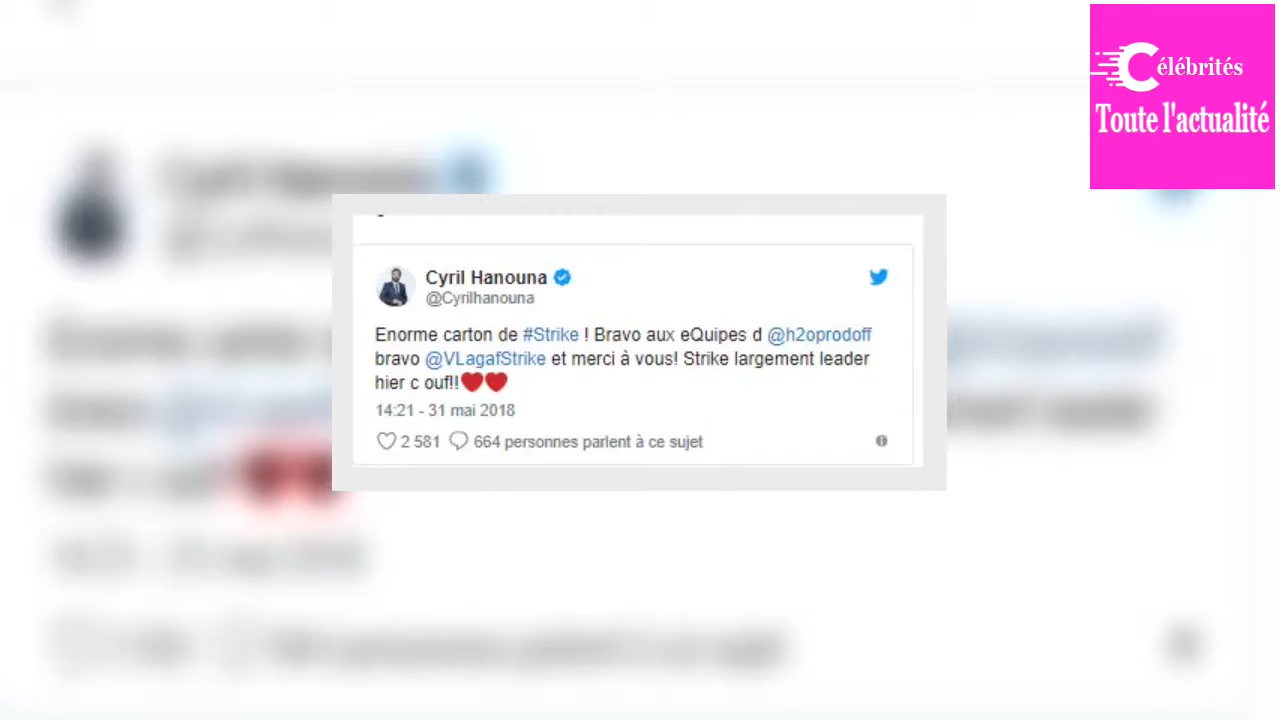 Célébrités
Toute l'actualité
Cyril Hanouna
@Cyrilhanouna
Enorme carton de #Strike ! Bravo aux eQuipes d @h2oprodoff
bravo @VLagafStrike et merci à vous! Strike largement leader
hier c ouf!!❤❤
14:21 - 31 mai 2018
2 581 664 personnes parlent à ce sujet